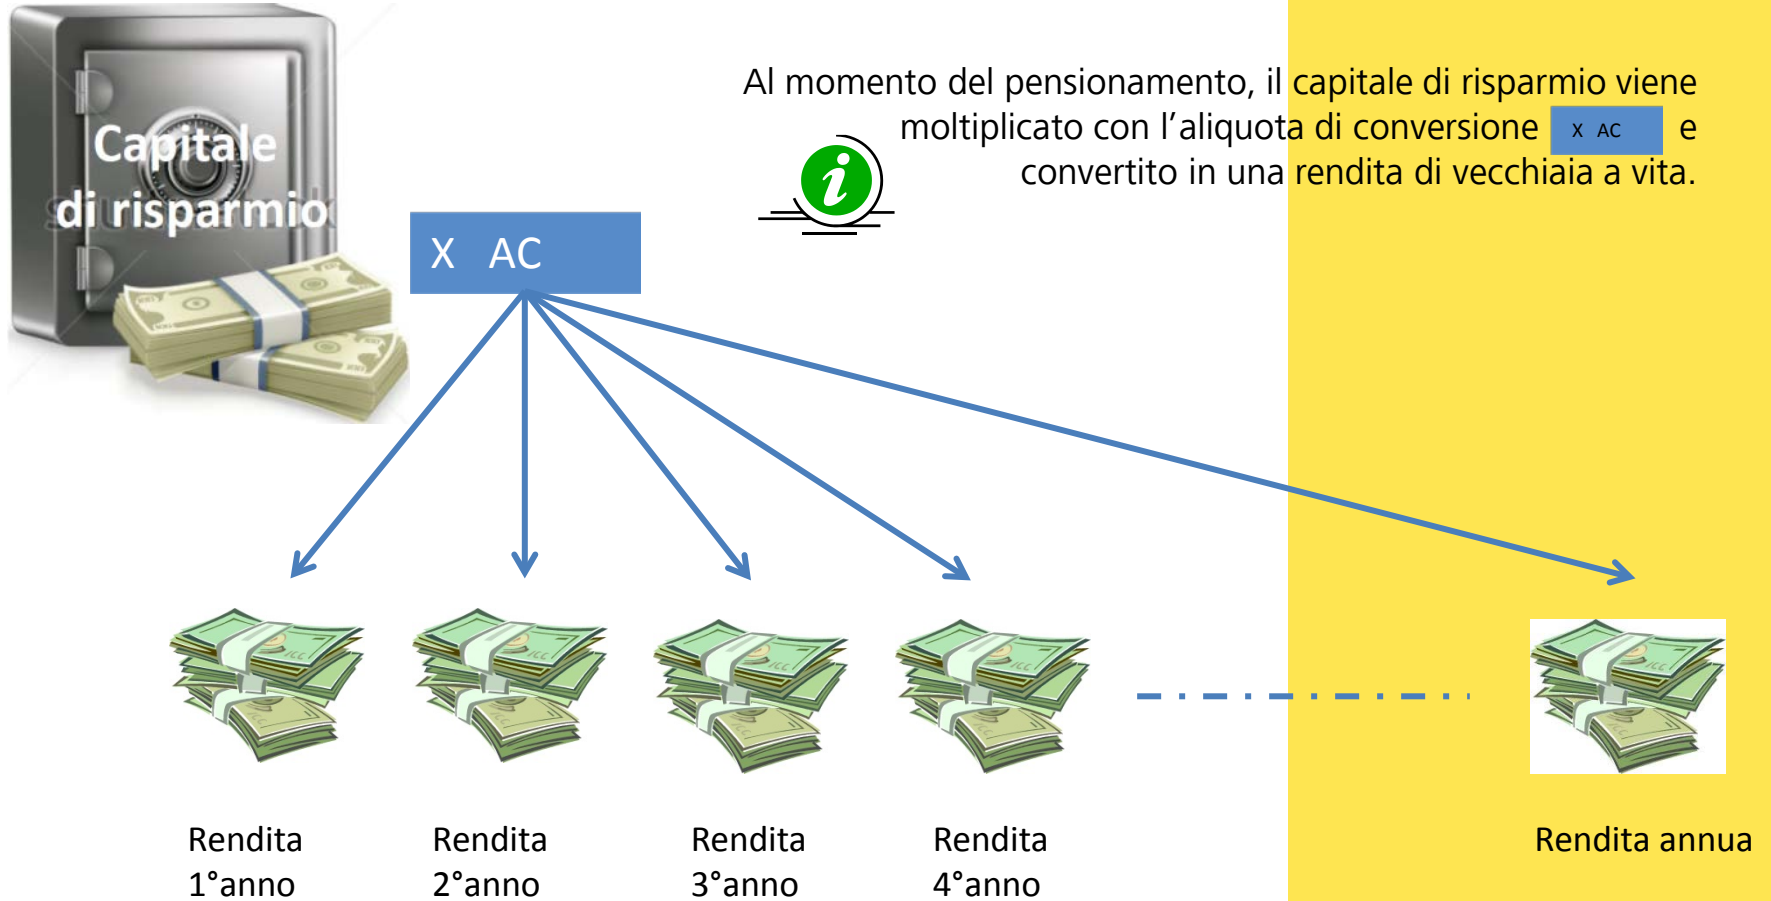 Al momento del pensionamento, il capitale di risparmio viene
moltiplicato con l’aliquota di conversione X AC e
convertito in una rendita di vecchiaia a vita.
Capitale
di risparmio
X AC
Rendita
1°anno
Rendita
2°anno
Rendita
3°anno
Rendita
4°anno
Rendita annua